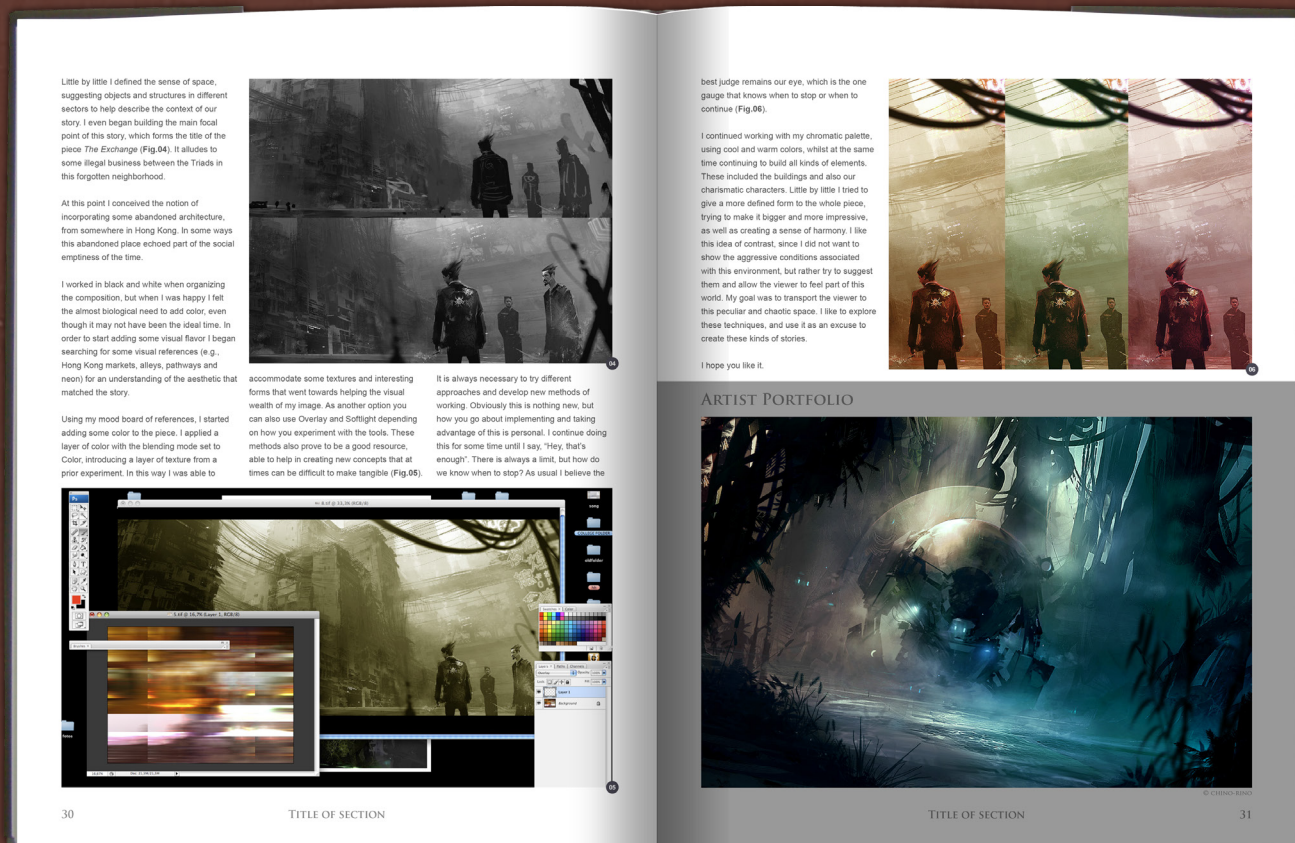 Little by little I defined the sense of space,
suggesting objects and structures in different
sectors to help describe the context of our
story. I even began building the main focal
point of this story, which forms the title of the
piece The Exchange (Fig.04). It alludes to
some illegal business between the Triads in
this forgotten neighborhood.
At this point I conceived the notion of
incorporating some abandoned architecture,
from somewhere in Hong Kong. In some ways
this abandoned place echoed part of the social
emptiness of the time.
I worked in black and white when organizing
the composition, but when I was happy I felt
the almost biological need to add color, even
though it may not have been the ideal time. In
order to start adding some visual flavor I began
searching for some visual references (e.g.,
Hong Kong markets, alleys, pathways and
neon) for an understanding of the aesthetic that
matched the story.
Using my mood board of references, I started
adding some color to the piece. I applied a
layer of color with the blending mode set to
Color, introducing a layer of texture from a
prior experiment. In this way I was able to
04
accommodate some textures and interesting
forms that went towards helping the visual
wealth of my image. As another option you
can also use Overlay and Softlight depending
on how you experiment with the tools. These
methods also prove to be a good resource,
able to help in creating new concepts that at
times can be difficult to make tangible (Fig.05).
It is always necessary to try different
approaches and develop new methods of
working. Obviously this is nothing new, but
how you go about implementing and taking
advantage of this is personal. I continue doing
this for some time until I say, “Hey, that’s
enough”. There is always a limit, but how do
we know when to stop? As usual I believe the
Ps
song
COLLAGE FOLDER
oldfolder
Layer 1
Background
fotos
05
30
Title of section
best judge remains our eye, which is the one
gauge that knows when to stop or when to
continue (Fig.06).
I continued working with my chromatic palette,
using cool and warm colors, whilst at the same
time continuing to build all kinds of elements.
These included the buildings and also our
charismatic characters. Little by little I tried to
give a more defined form to the whole piece,
trying to make it bigger and more impressive,
as well as creating a sense of harmony. I like
this idea of contrast, since I did not want to
show the aggressive conditions associated
with this environment, but rather try to suggest
them and allow the viewer to feel part of this
world. My goal was to transport the viewer to
this peculiar and chaotic space. I like to explore
these techniques, and use it as an excuse to
create these kinds of stories.
I hope you like it.
06
Artist Portfolio
© Chino-Rino
Title of section
31